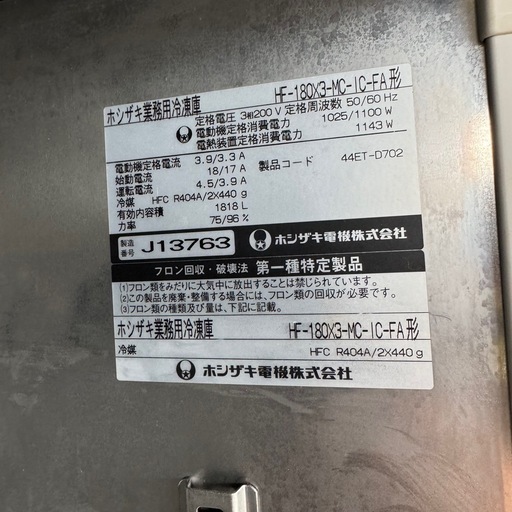 ホシザキ業務用冷凍庫 HF-180X3-MC-IC-FA形
定格電圧 3相200V 定格周波数 50/60 Hz
電動機定格消費電力 1025/1100 W
電熱装置定格消費電力 1143 W
電動機定格電流 3.9/3.3 A 製品コード 44ET-D702
始動電流 18/17 A
運転電流 4.5/3.9 A
冷媒 HFC R404A/2X440 g
有効内容積 1818 L
力率 75/96 %
製造番号 J13763 ホシザキ電機株式会社
フロン回収・破壊法 第一種特定製品
(1)フロン類をみだりに大気中に放出することは禁じられています。
(2)この製品を廃棄・整備する場合には、フロン類の回収が必要です。
(3)フロン類の種類及び量は、下記に記載。
ホシザキ業務用冷凍庫 HF-180X3-MC-IC-FA形
冷媒 HFC R404A/2X440 g
ホシザキ電機株式会社